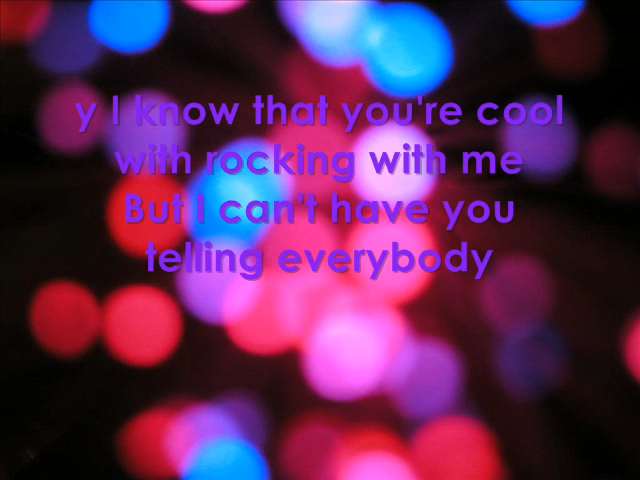 y I know that you're cool
with rocking with me
But I can't have you
telling everybody